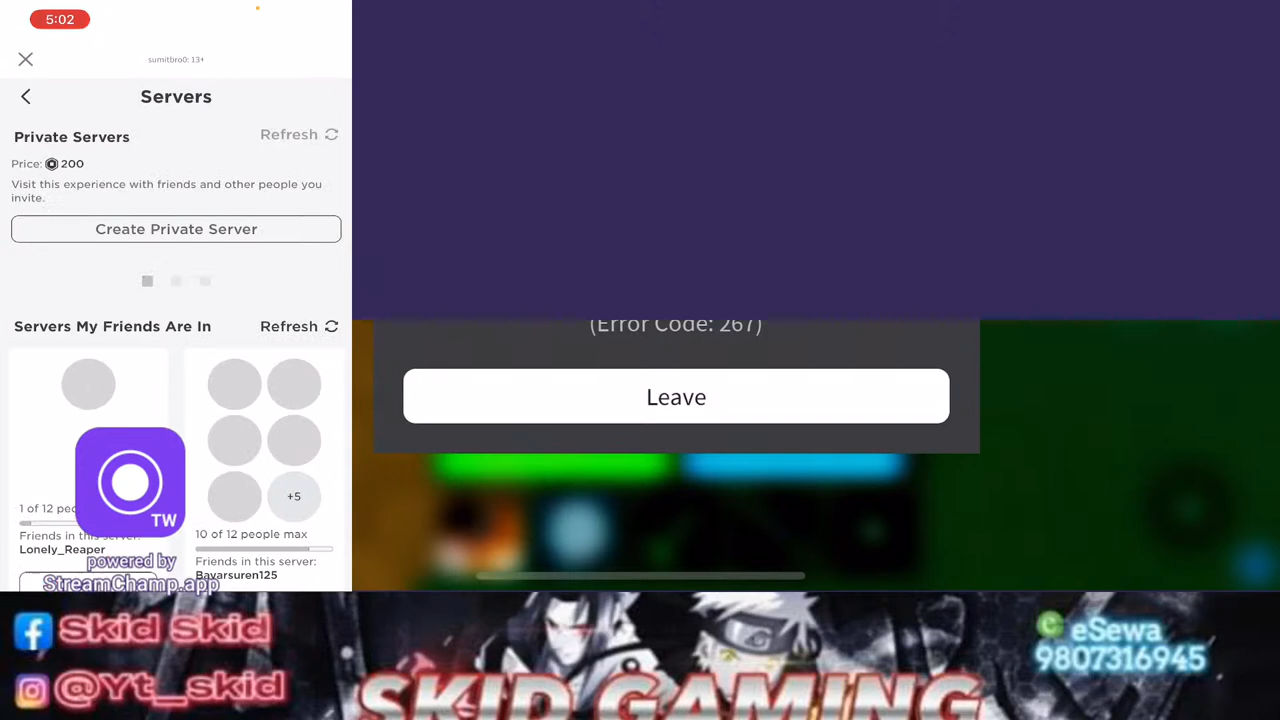 5:02
sumitbro0: 13+
Servers
Private Servers
Refresh
Price: 200
Visit this experience with friends and other people you
invite.
Create Private Server
Servers My Friends Are In
Refresh
+5
1 of 12 peo
Friends in this server:
Lonely_Reaper
10 of 12 people max
Friends in this server:
Bayarsuren125
TW
powered by
StreamChamp.app
(Error Code: 267)
Leave
Skid Skid
@Yt_skid
SKID GAMING
eSewa
9807316945